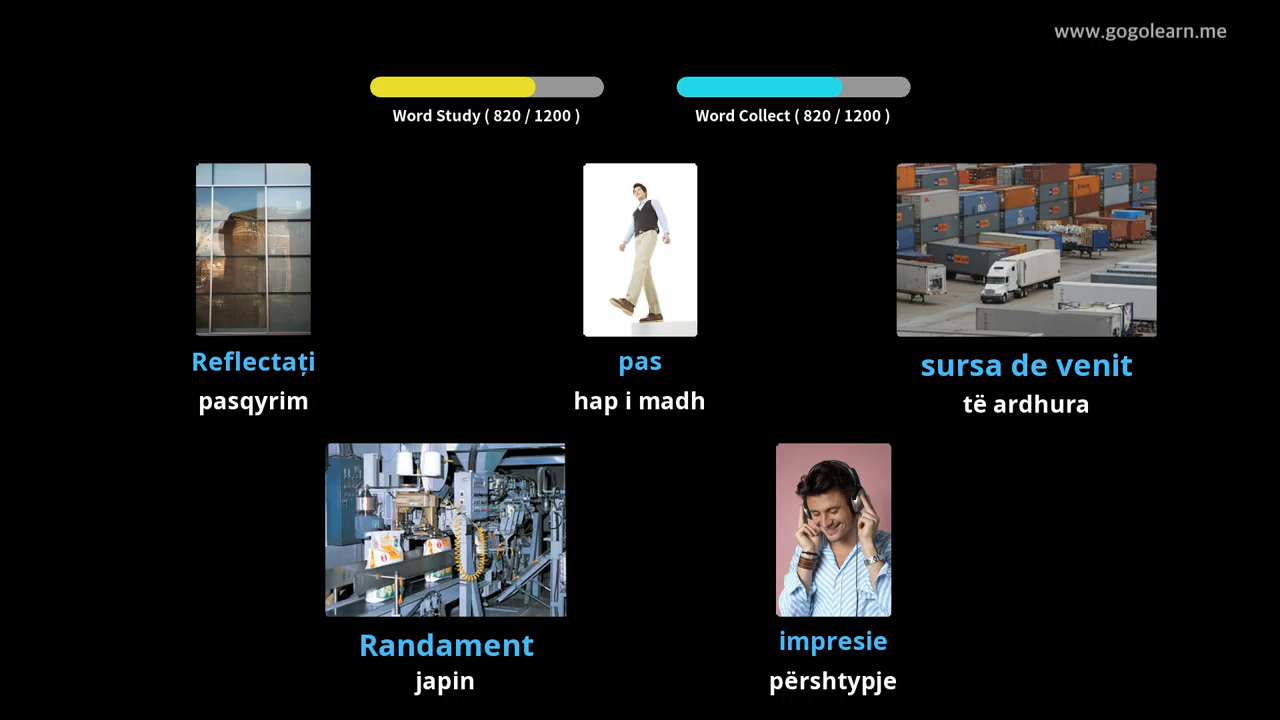 www.gogolearn.me
Word Study ( 820 / 1200 )
Word Collect ( 820 / 1200 )
Reflectați
pasqyrim
pas
hap i madh
sursa de venit
të ardhura
Randament
japin
impresie
përshtypje